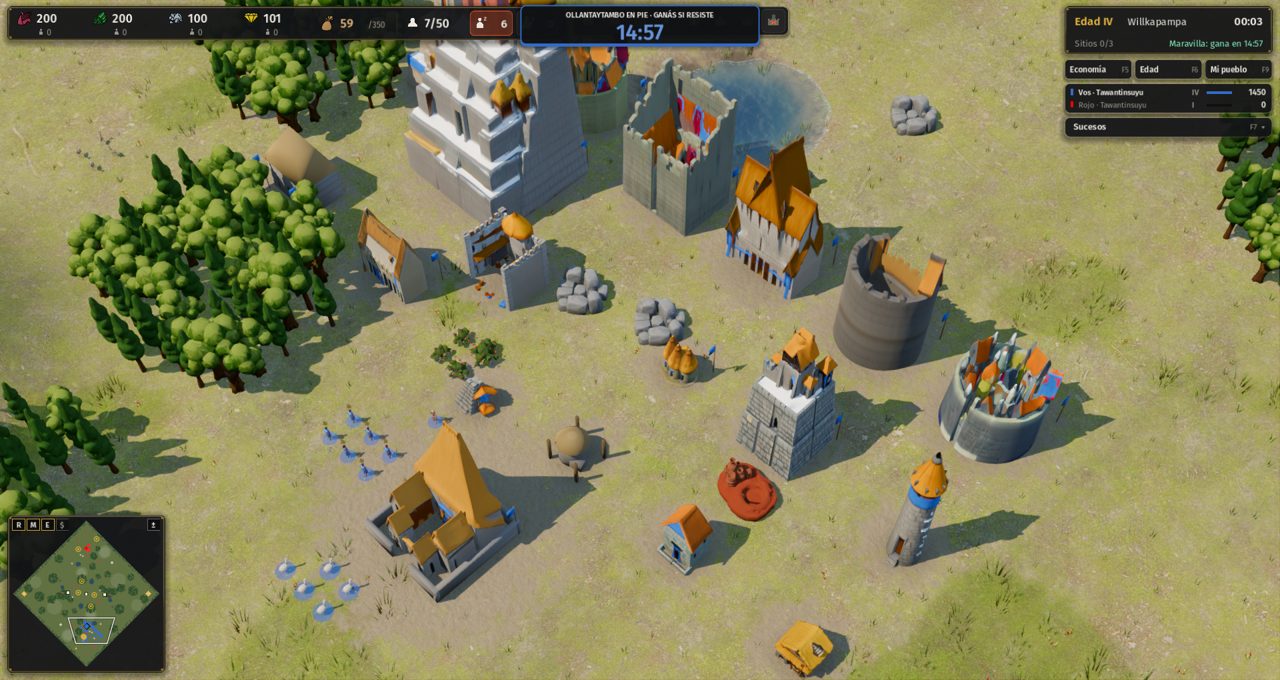 200
200
100
101
59 /350
7/50
6
0
0
0
0
OLLANTAYTAMBO EN PIE · GANÁS SI RESISTE
14:57
Edad IV Willkapampa 00:03
Sitios 0/3 Maravilla: gana en 14:57
Economía F5 Edad F6 Mi pueblo F9
Vos · Tawantinsuyu IV 1450
Rojo · Tawantinsuyu I 0
Sucesos F7
R M E S ±